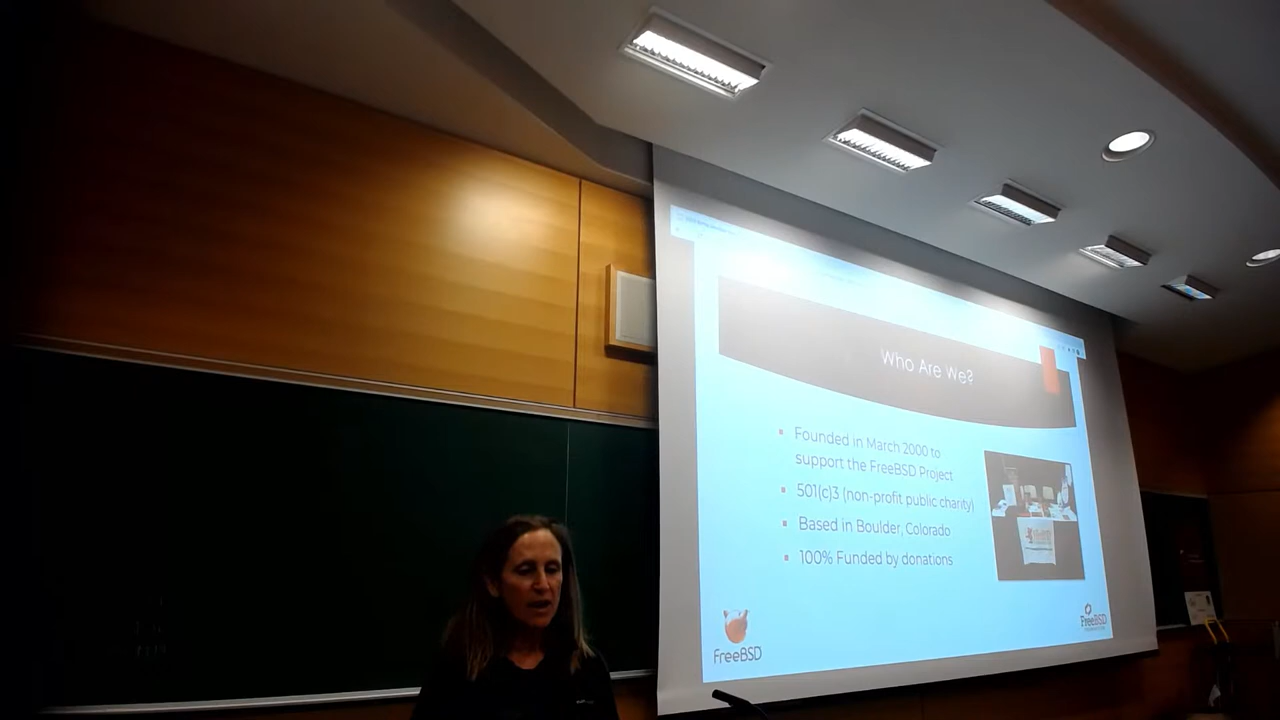 Who Are We?
Founded in March 2000 to
support the FreeBSD Project
501(c)3 (non-profit public charity)
Based in Boulder, Colorado
100% Funded by donations
FreeBSD
FreeBSD